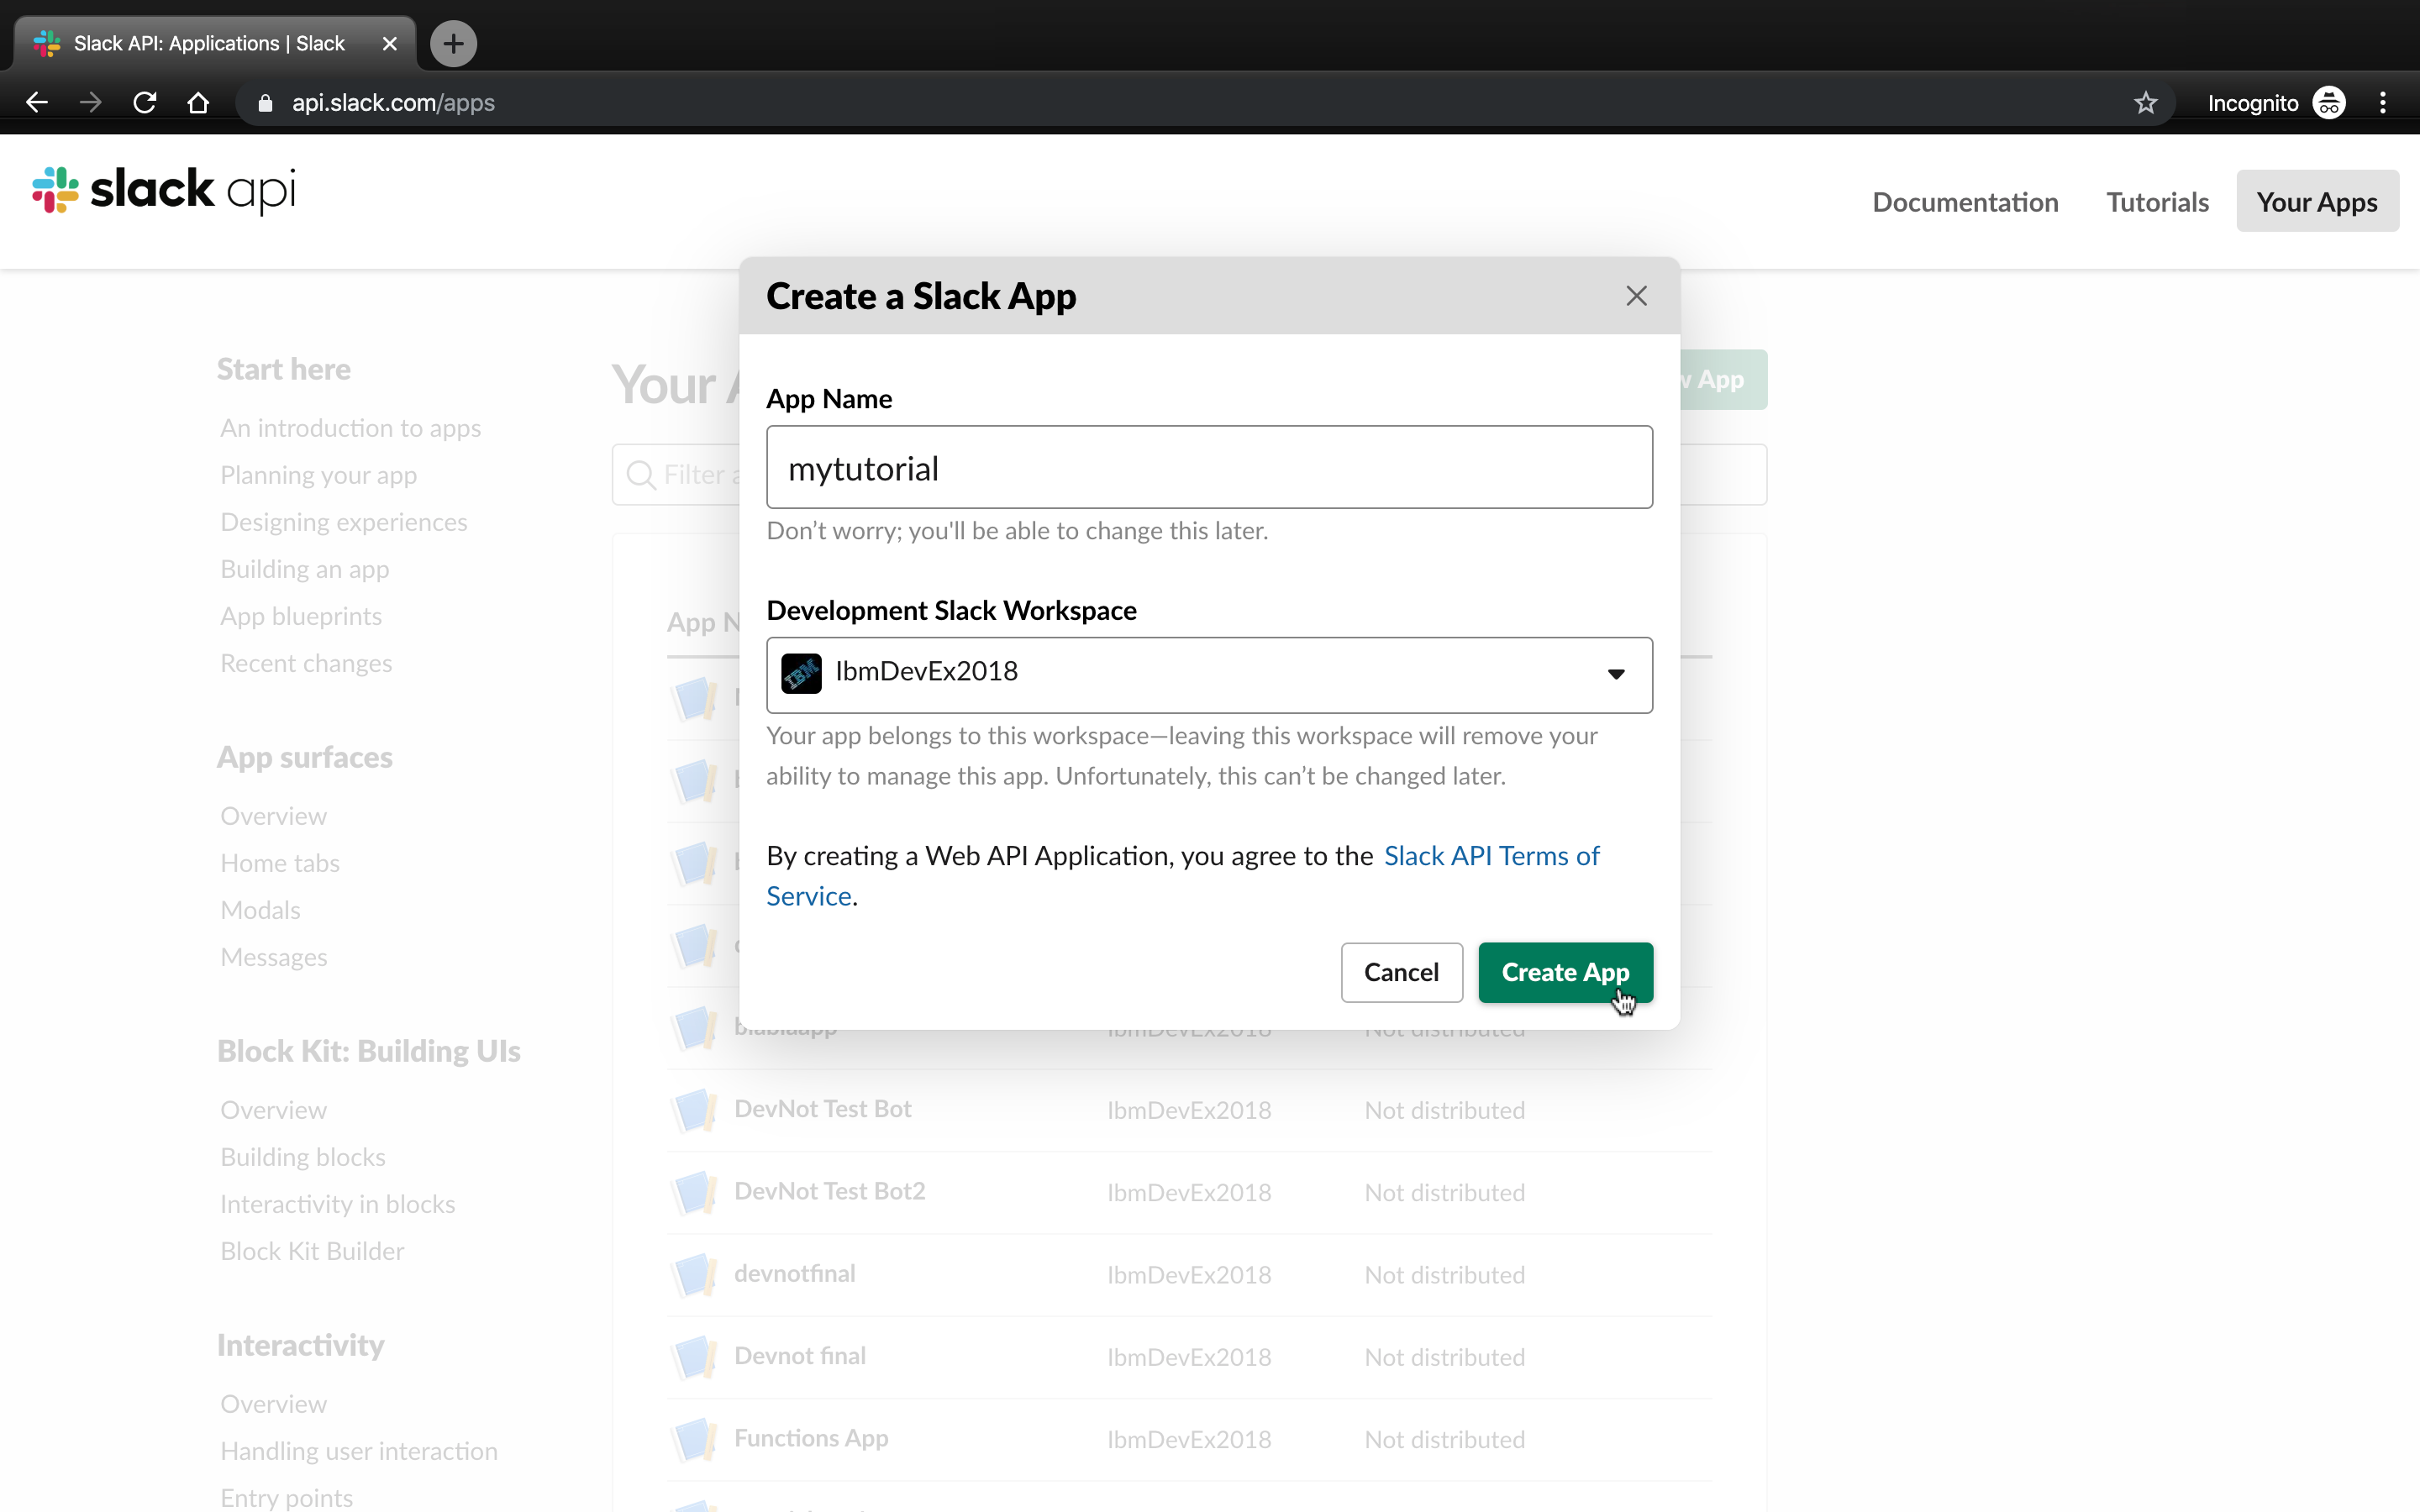 Slack API: Applications | Slack
api.slack.com/apps
Incognito
slack api
Documentation
Tutorials
Your Apps
Create a Slack App
App Name
mytutorial
Don’t worry; you'll be able to change this later.
Development Slack Workspace
IBM
IbmDevEx2018
Your app belongs to this workspace—leaving this workspace will remove your
ability to manage this app. Unfortunately, this can’t be changed later.
By creating a Web API Application, you agree to the Slack API Terms of
Service.
Cancel
Create App
Start here
An introduction to apps
Planning your app
Designing experiences
Building an app
App blueprints
Recent changes
App surfaces
Overview
Home tabs
Modals
Messages
Block Kit: Building UIs
Overview
Building blocks
Interactivity in blocks
Block Kit Builder
Interactivity
Overview
Handling user interaction
Entry points
Your
App
Filter
App
blablaapp IbmDevEx2018 Not distributed
DevNot Test Bot IbmDevEx2018 Not distributed
DevNot Test Bot2 IbmDevEx2018 Not distributed
devnotfinal IbmDevEx2018 Not distributed
Devnot final IbmDevEx2018 Not distributed
Functions App IbmDevEx2018 Not distributed